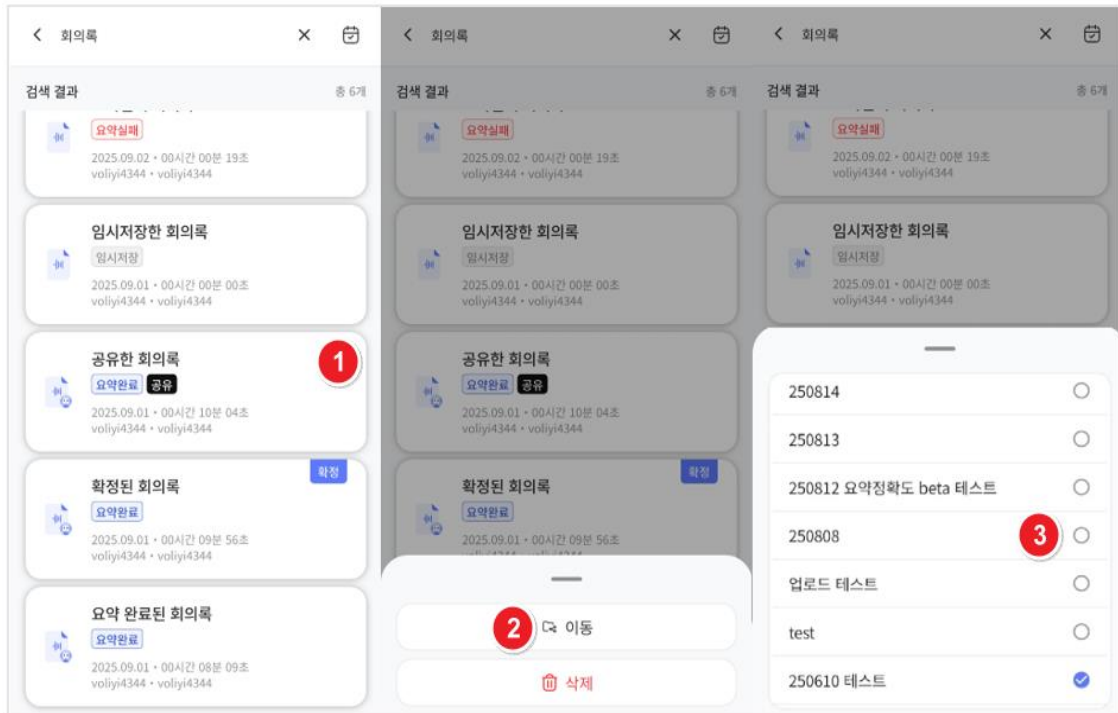 회의록
검색 결과
총 6개
요약실패
2025.09.02 • 00시간 00분 19초
voliyi4344 • voliyi4344
임시저장한 회의록
임시저장
2025.09.01 • 00시간 00분 00초
voliyi4344 • voliyi4344
공유한 회의록
1
요약완료 공유
2025.09.01 • 00시간 10분 04초
voliyi4344 • voliyi4344
확정
확정된 회의록
요약완료
2025.09.01 • 00시간 09분 56초
voliyi4344 • voliyi4344
요약 완료된 회의록
요약완료
2025.09.01 • 00시간 08분 09초
voliyi4344 • voliyi4344
회의록
검색 결과
총 6개
요약실패
2025.09.02 • 00시간 00분 19초
voliyi4344 • voliyi4344
임시저장한 회의록
임시저장
2025.09.01 • 00시간 00분 00초
voliyi4344 • voliyi4344
공유한 회의록
요약완료 공유
2025.09.01 • 00시간 10분 04초
voliyi4344 • voliyi4344
확정
확정된 회의록
요약완료
2025.09.01 • 00시간 09분 56초
2 이동
삭제
회의록
검색 결과
총 6개
요약실패
2025.09.02 • 00시간 00분 19초
voliyi4344 • voliyi4344
임시저장한 회의록
임시저장
2025.09.01 • 00시간 00분 00초
voliyi4344 • voliyi4344
250814
250813
250812 요약정확도 beta 테스트
250808 3
업로드 테스트
test
250610 테스트